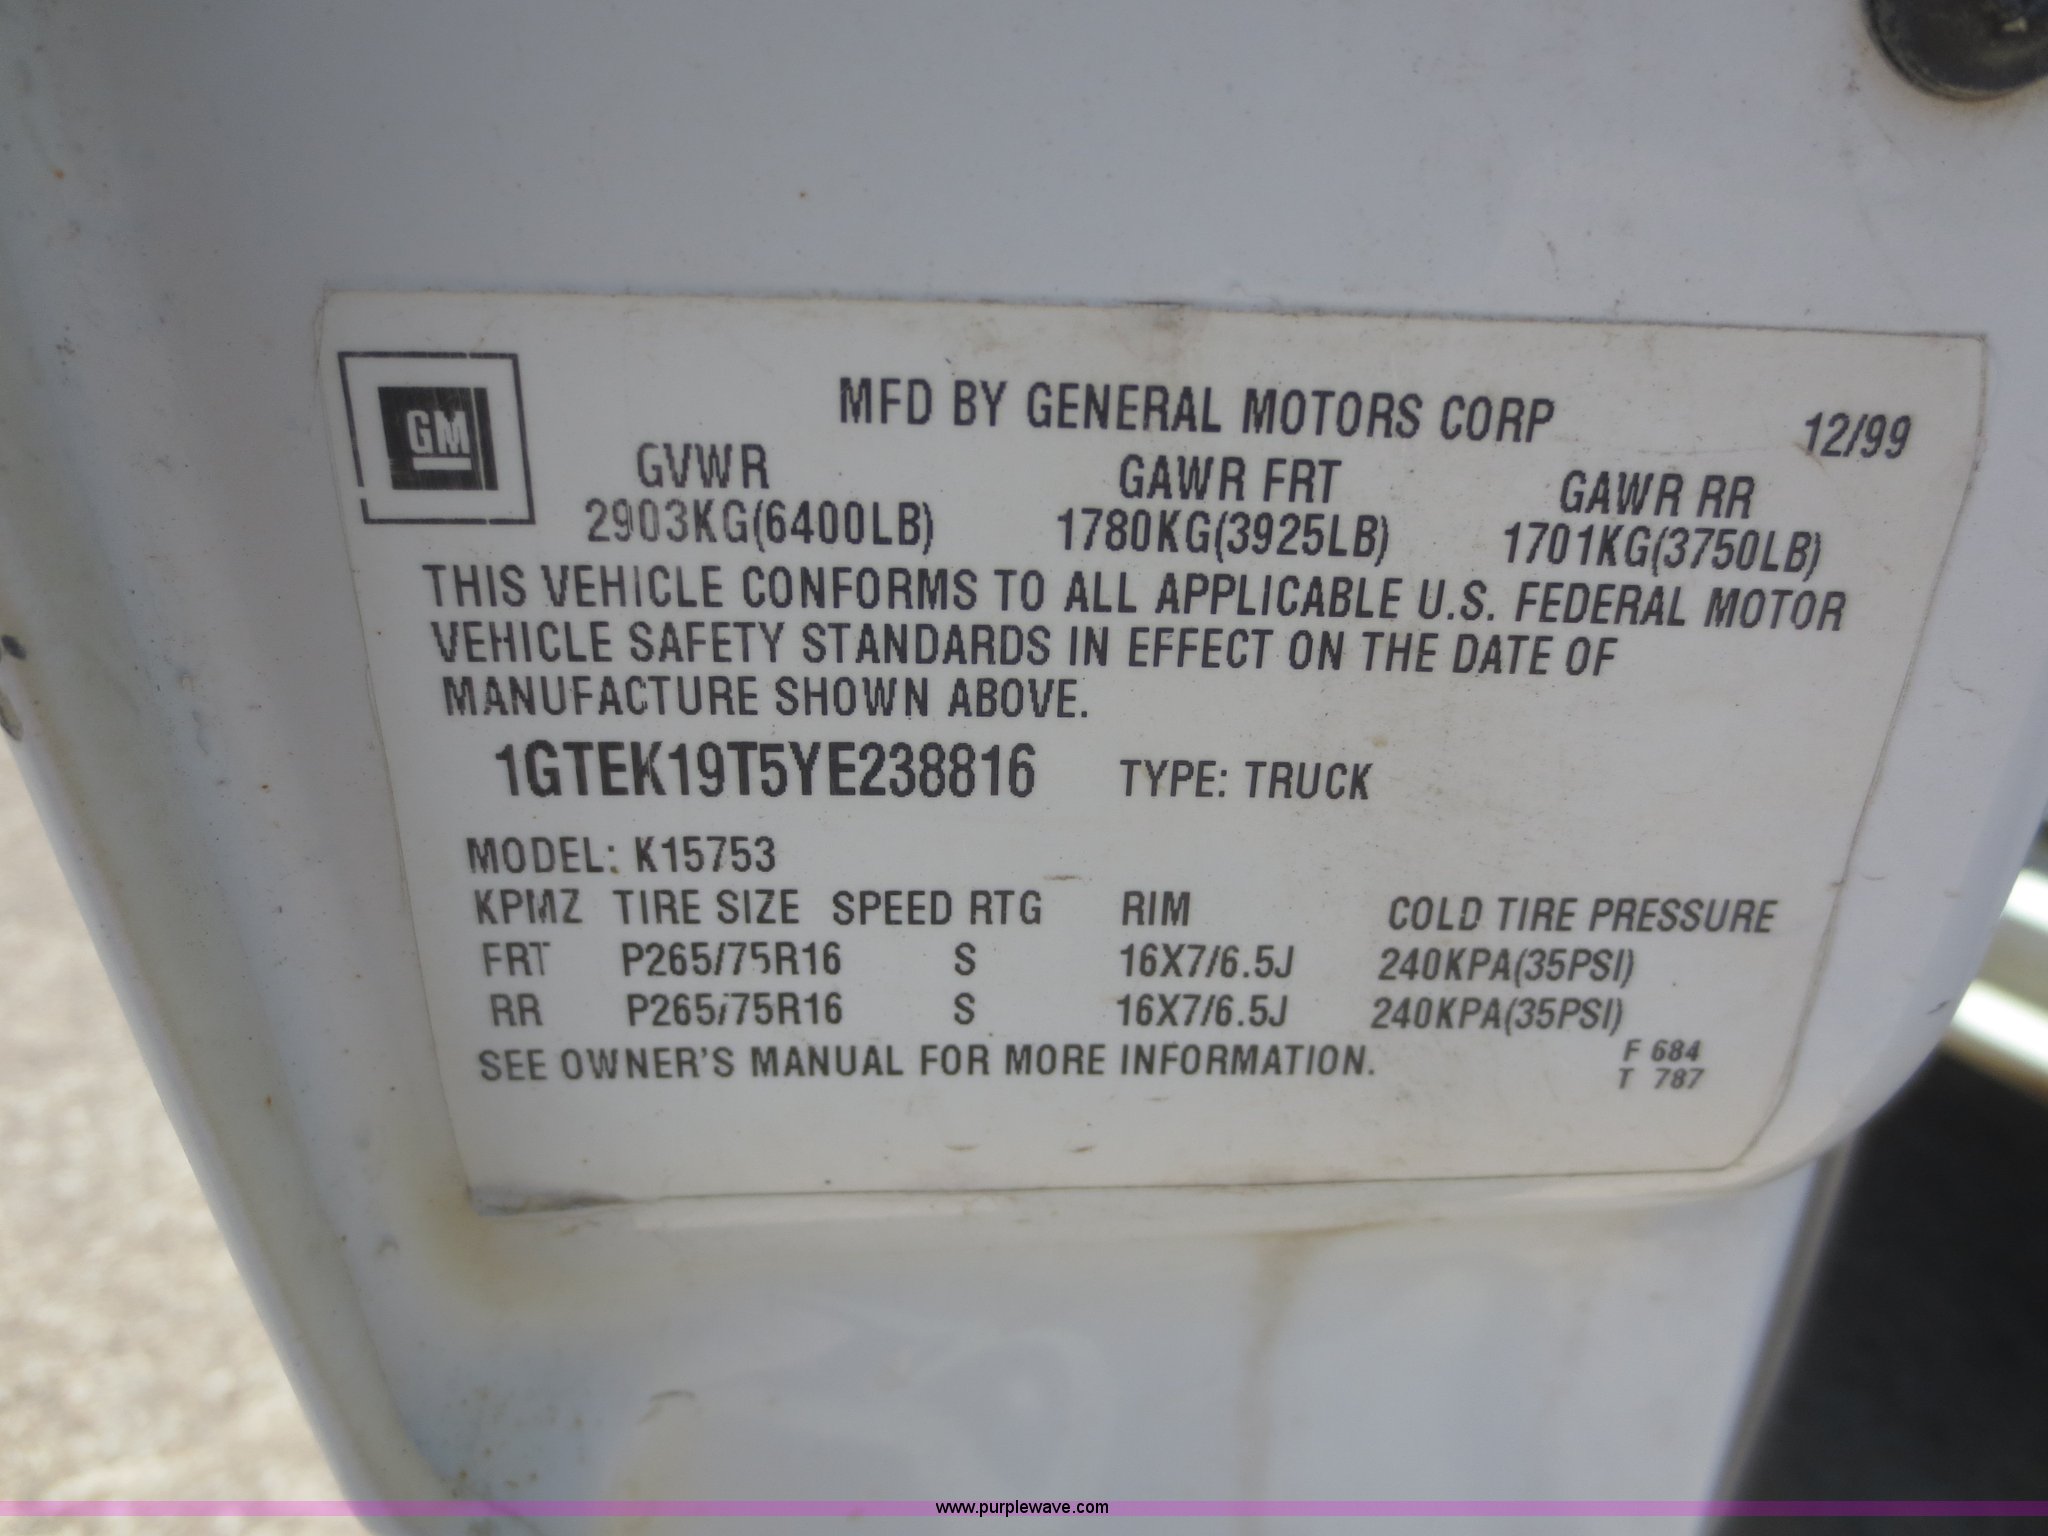 GM
MFD BY GENERAL MOTORS CORP 12/99
GVWR GAWR FRT GAWR RR
2903KG(6400LB) 1780KG(3925LB) 1701KG(3750LB)
THIS VEHICLE CONFORMS TO ALL APPLICABLE U.S. FEDERAL MOTOR
VEHICLE SAFETY STANDARDS IN EFFECT ON THE DATE OF
MANUFACTURE SHOWN ABOVE.
1GTEK19T5YE238816 TYPE: TRUCK
MODEL: K15753
KPMZ TIRE SIZE SPEED RTG RIM COLD TIRE PRESSURE
FRT P265/75R16 S 16X7/6.5J 240KPA(35PSI)
RR P265/75R16 S 16X7/6.5J 240KPA(35PSI)
SEE OWNER'S MANUAL FOR MORE INFORMATION.
F 684
T 787
www.purplewave.com